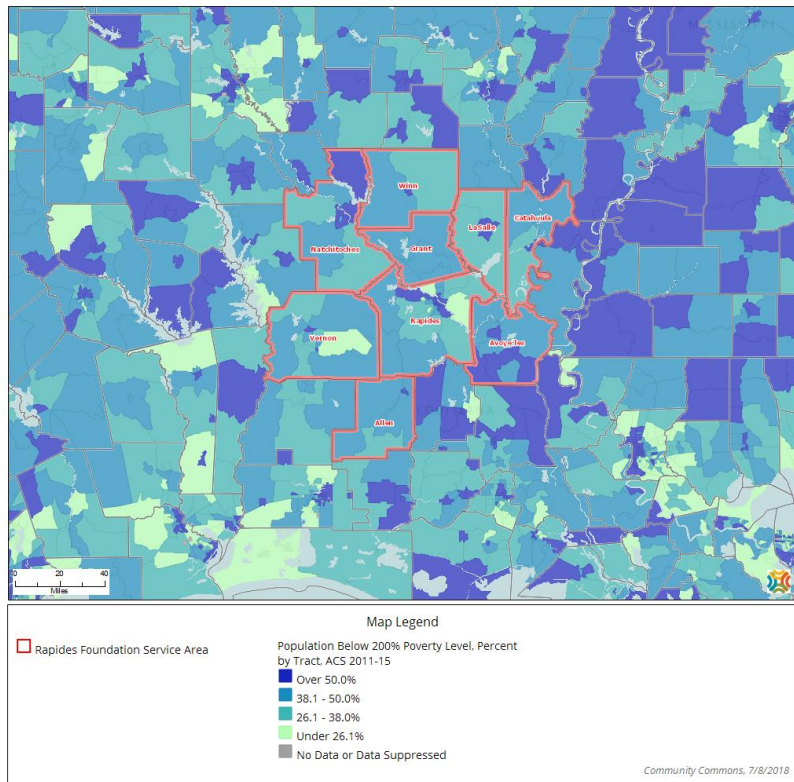 MISSISSIPPI
Winn
LaSalle
Catahoula
Natchitoches
Grant
Rapides
Vernon
Avoyelles
Allen
0 20 40
Miles
Map Legend
Rapides Foundation Service Area
Population Below 200% Poverty Level, Percent
by Tract, ACS 2011-15
Over 50.0%
38.1 - 50.0%
26.1 - 38.0%
Under 26.1%
No Data or Data Suppressed
Community Commons, 7/8/2018